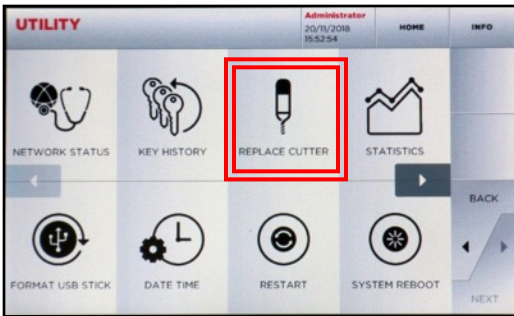 UTILITY
Administrator
20/11/2018
15:52:54
HOME
INFO
NETWORK STATUS
KEY HISTORY
REPLACE CUTTER
STATISTICS
BACK
FORMAT USB STICK
DATE TIME
RESTART
SYSTEM REBOOT
NEXT